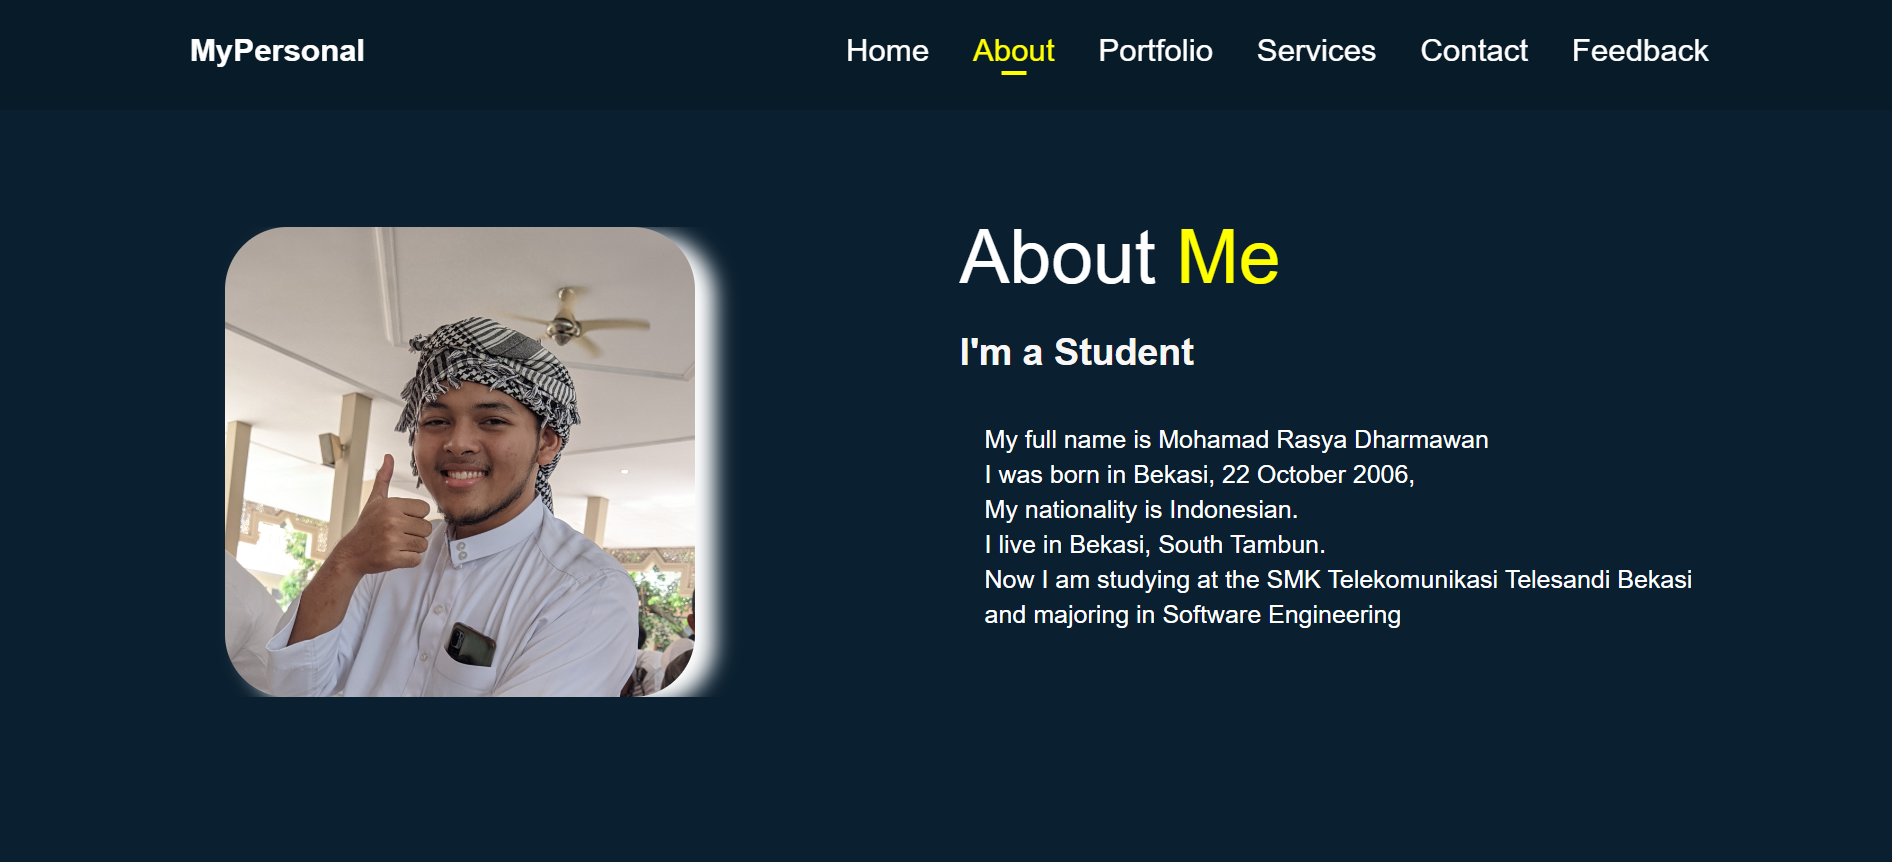 MyPersonal
Home About Portfolio Services Contact Feedback
About Me
I'm a Student
My full name is Mohamad Rasya Dharmawan
I was born in Bekasi, 22 October 2006,
My nationality is Indonesian.
I live in Bekasi, South Tambun.
Now I am studying at the SMK Telekomunikasi Telesandi Bekasi
and majoring in Software Engineering